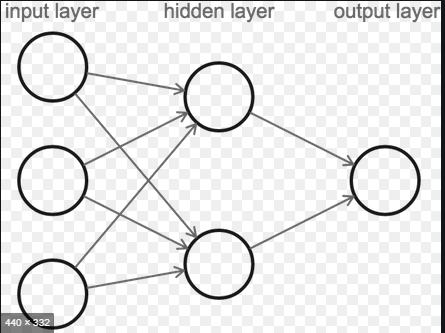 input layer
hidden layer
output layer
440 × 332